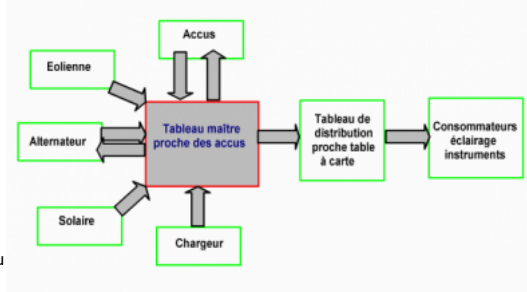 Accus
Eolienne
Alternateur
Tableau maître
proche des accus
Tableau de
distribution
proche table
à carte
Consommateurs
éclairage
instruments
Solaire
Chargeur
u